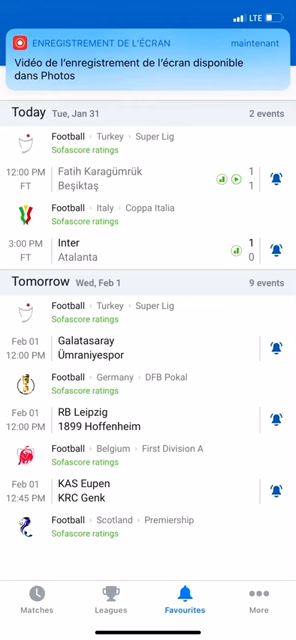 LTE
ENREGISTREMENT DE L'ÉCRAN maintenant
Vidéo de l'enregistrement de l'écran disponible
dans Photos
Today Tue, Jan 31 2 events
Football Turkey Super Lig
Sofascore ratings
12:00 PM Fatih Karagümrük 1
FT Beşiktaş 1
Football Italy Coppa Italia
Sofascore ratings
3:00 PM Inter 1
FT Atalanta 0
Tomorrow Wed, Feb 1 9 events
Football Turkey Super Lig
Sofascore ratings
Feb 01 Galatasaray
12:00 PM Ümraniyespor
Football Germany DFB Pokal
Sofascore ratings
Feb 01 RB Leipzig
12:00 PM 1899 Hoffenheim
Football Belgium First Division A
Sofascore ratings
Feb 01 KAS Eupen
12:45 PM KRC Genk
Football Scotland Premiership
Sofascore ratings
Matches Leagues Favourites More